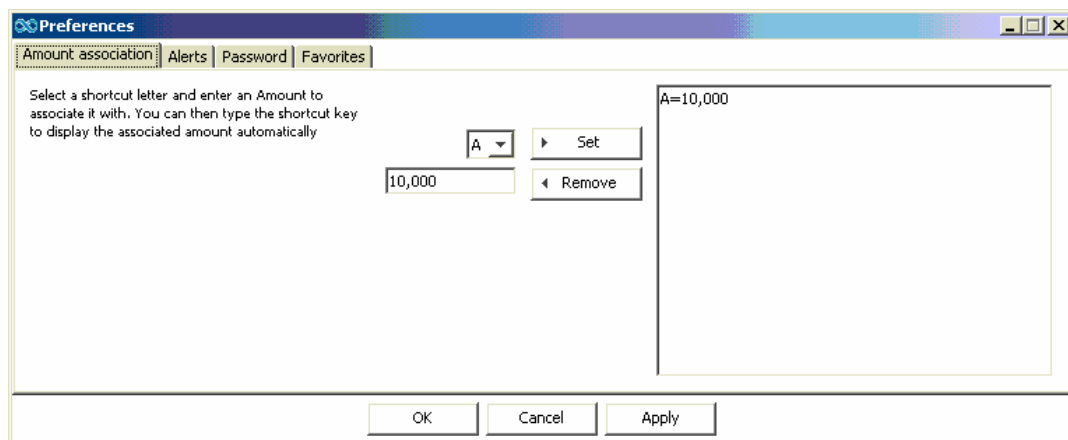 Preferences
Amount association Alerts Password Favorites
Select a shortcut letter and enter an Amount to
associate it with. You can then type the shortcut key
to display the associated amount automatically
A Set
10,000 Remove
A=10,000
OK Cancel Apply